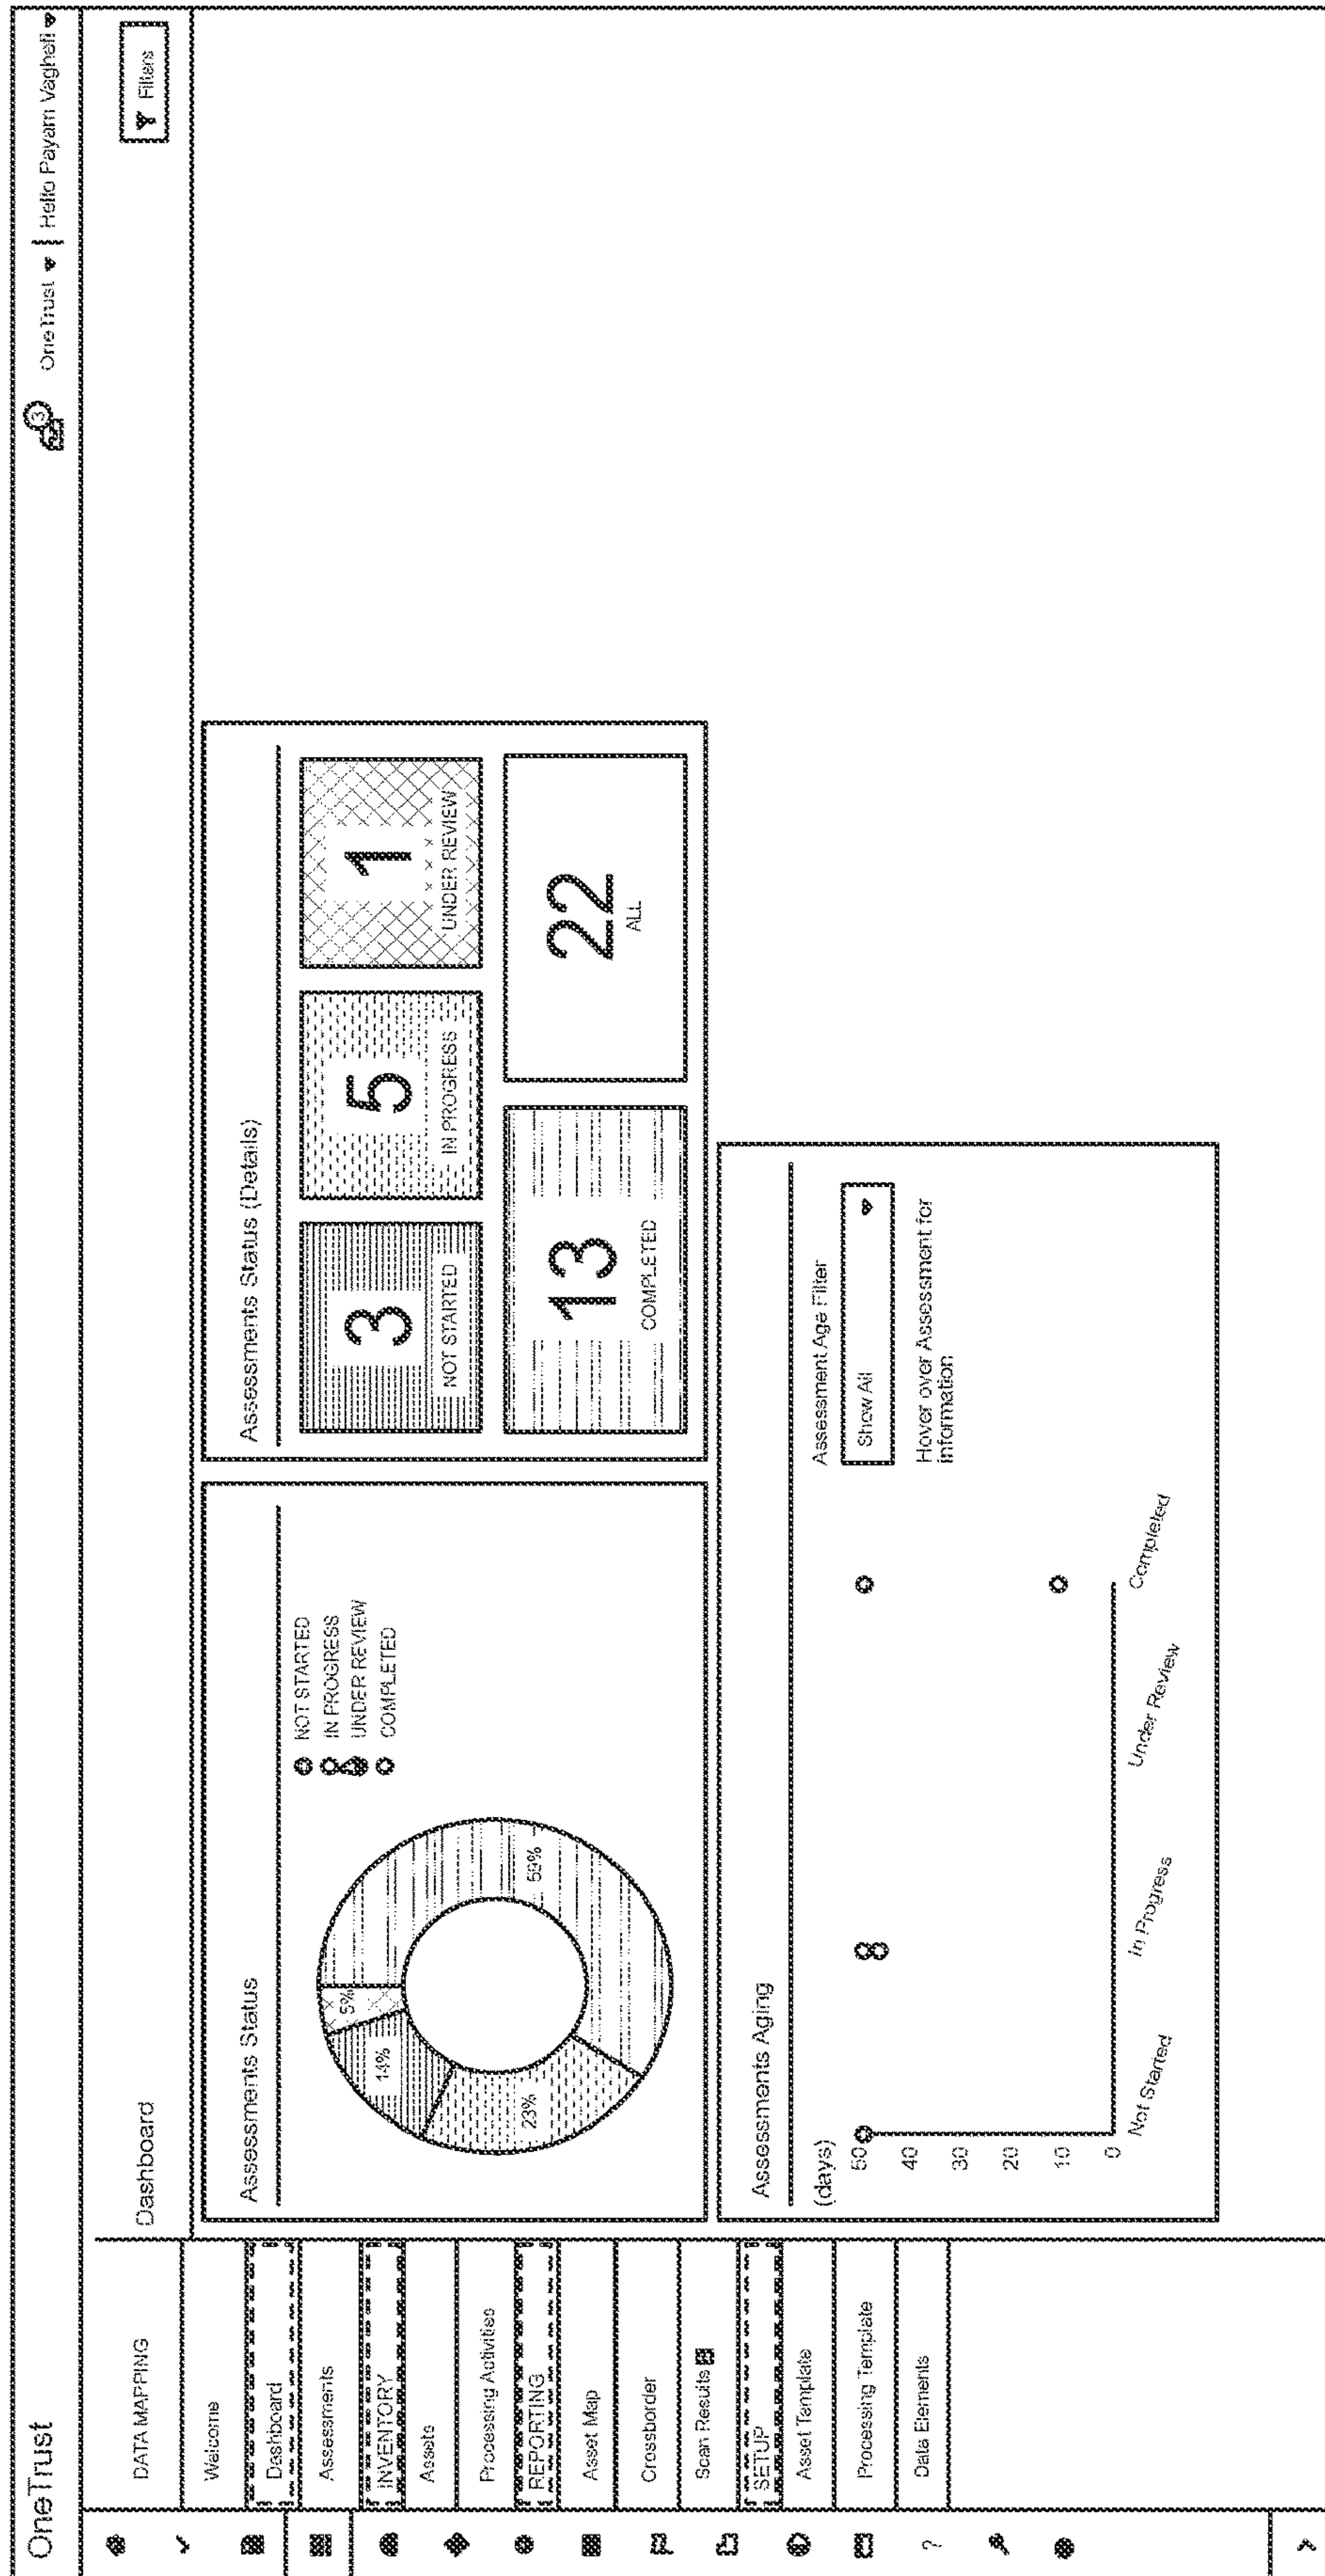 OneTrust
3
OneTrust
Hello Payam Vaghefi
DATA MAPPING
Welcome
Dashboard
Assessments
INVENTORY
Assets
Processing Activities
REPORTING
Asset Map
Crossborder
Scan Results
SETUP
Asset Template
Processing Template
Data Elements
?
Dashboard
Filters
Assessments Status
5%
14%
23%
59%
NOT STARTED
IN PROGRESS
UNDER REVIEW
COMPLETED
Assessments Status (Details)
3
NOT STARTED
5
IN PROGRESS
1
UNDER REVIEW
13
COMPLETED
22
ALL
Assessments Aging
(days)
50
40
30
20
10
0
Not Started
In Progress
Under Review
Completed
Assessment Age Filter
Show All
Hover over Assessment for
information